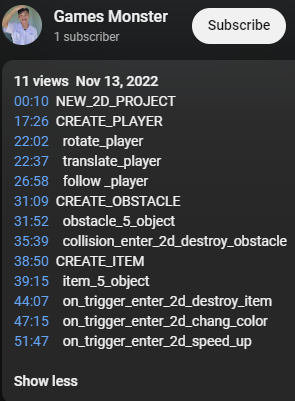 Games Monster
1 subscriber
Subscribe
11 views Nov 13, 2022
00:10 NEW_2D_PROJECT
17:26 CREATE_PLAYER
22:02 rotate_player
22:37 translate_player
26:58 follow _player
31:09 CREATE_OBSTACLE
31:52 obstacle_5_object
35:39 collision_enter_2d_destroy_obstacle
38:50 CREATE_ITEM
39:15 item_5_object
44:07 on_trigger_enter_2d_destroy_item
47:15 on_trigger_enter_2d_chang_color
51:47 on_trigger_enter_2d_speed_up
Show less